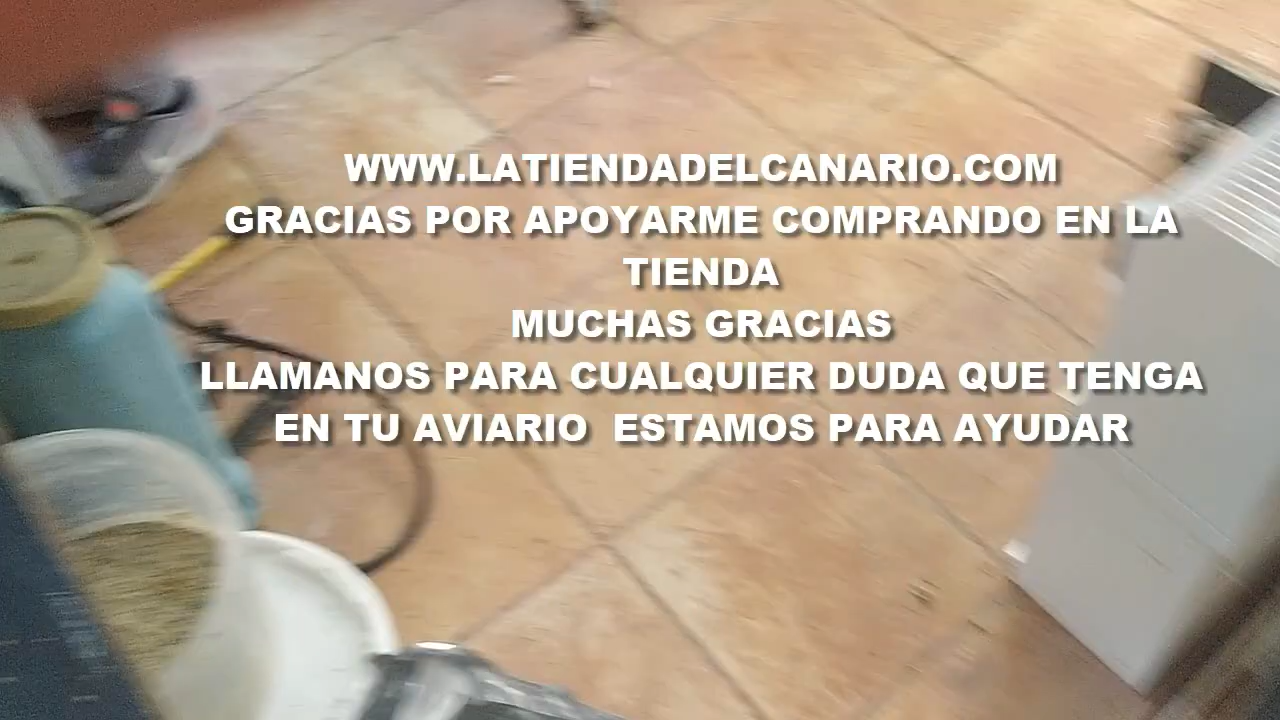 WWW.LATIENDADELCANARIO.COM
GRACIAS POR APOYARME COMPRANDO EN LA
TIENDA
MUCHAS GRACIAS
LLAMANOS PARA CUALQUIER DUDA QUE TENGA
EN TU AVIARIO  ESTAMOS PARA AYUDAR